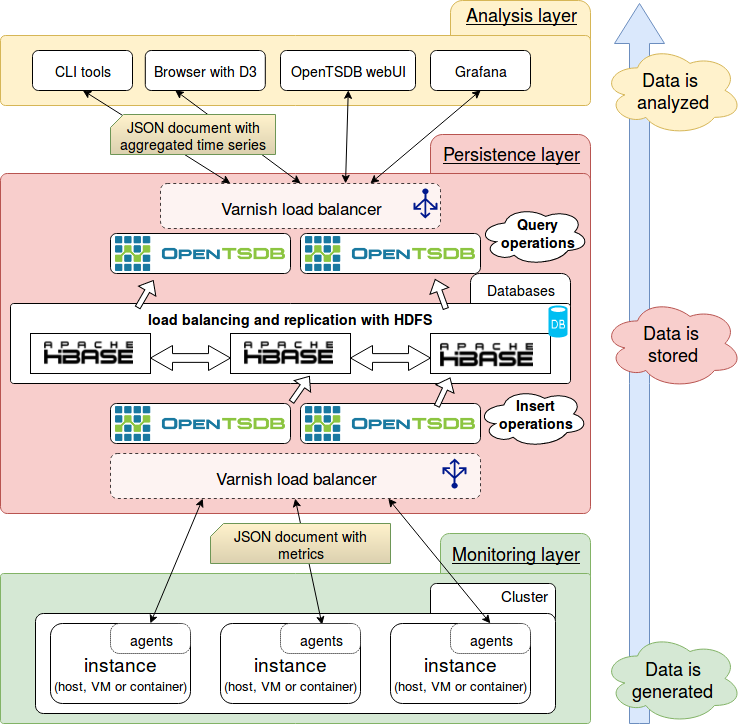 Analysis layer
CLI tools
Browser with D3
OpenTSDB webUI
Grafana
Data is
analyzed
JSON document with
aggregated time series
Persistence layer
Varnish load balancer
OPENTSDB
OPENTSDB
Query
operations
Databases
load balancing and replication with HDFS
DB
APACHE
HBASE
APACHE
HBASE
APACHE
HBASE
Data is
stored
OPENTSDB
OPENTSDB
Insert
operations
Varnish load balancer
JSON document with
metrics
Monitoring layer
Cluster
agents
instance
(host, VM or container)
agents
instance
(host, VM or container)
agents
instance
(host, VM or container)
Data is
generated